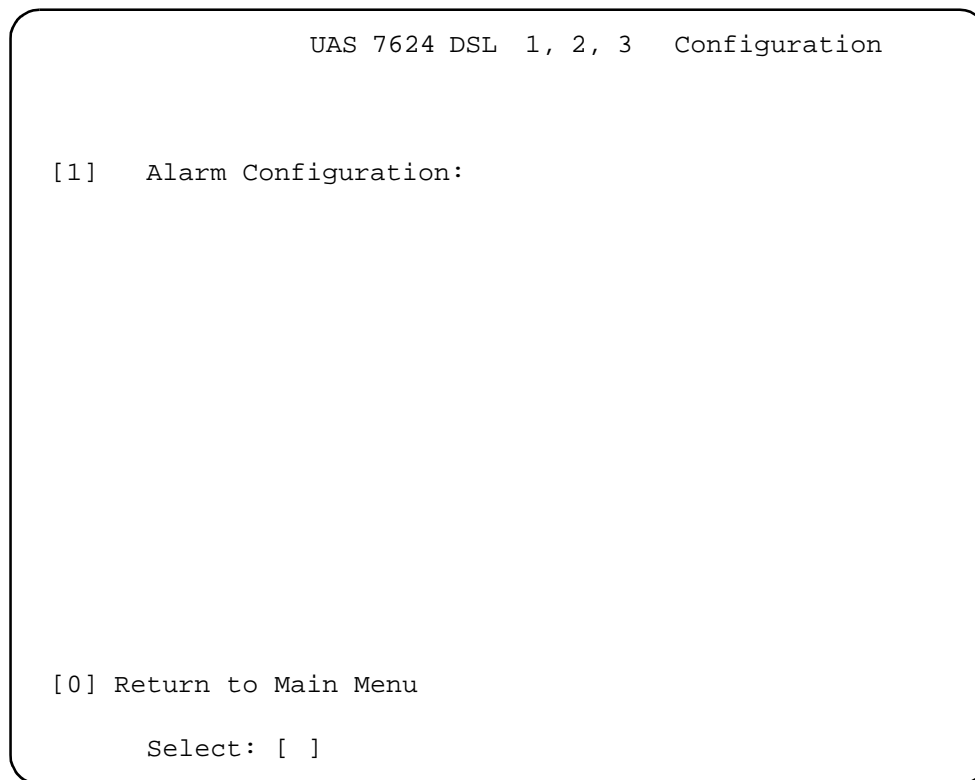 UAS 7624 DSL 1, 2, 3 Configuration
[1] Alarm Configuration:
[0] Return to Main Menu
Select: [ ]